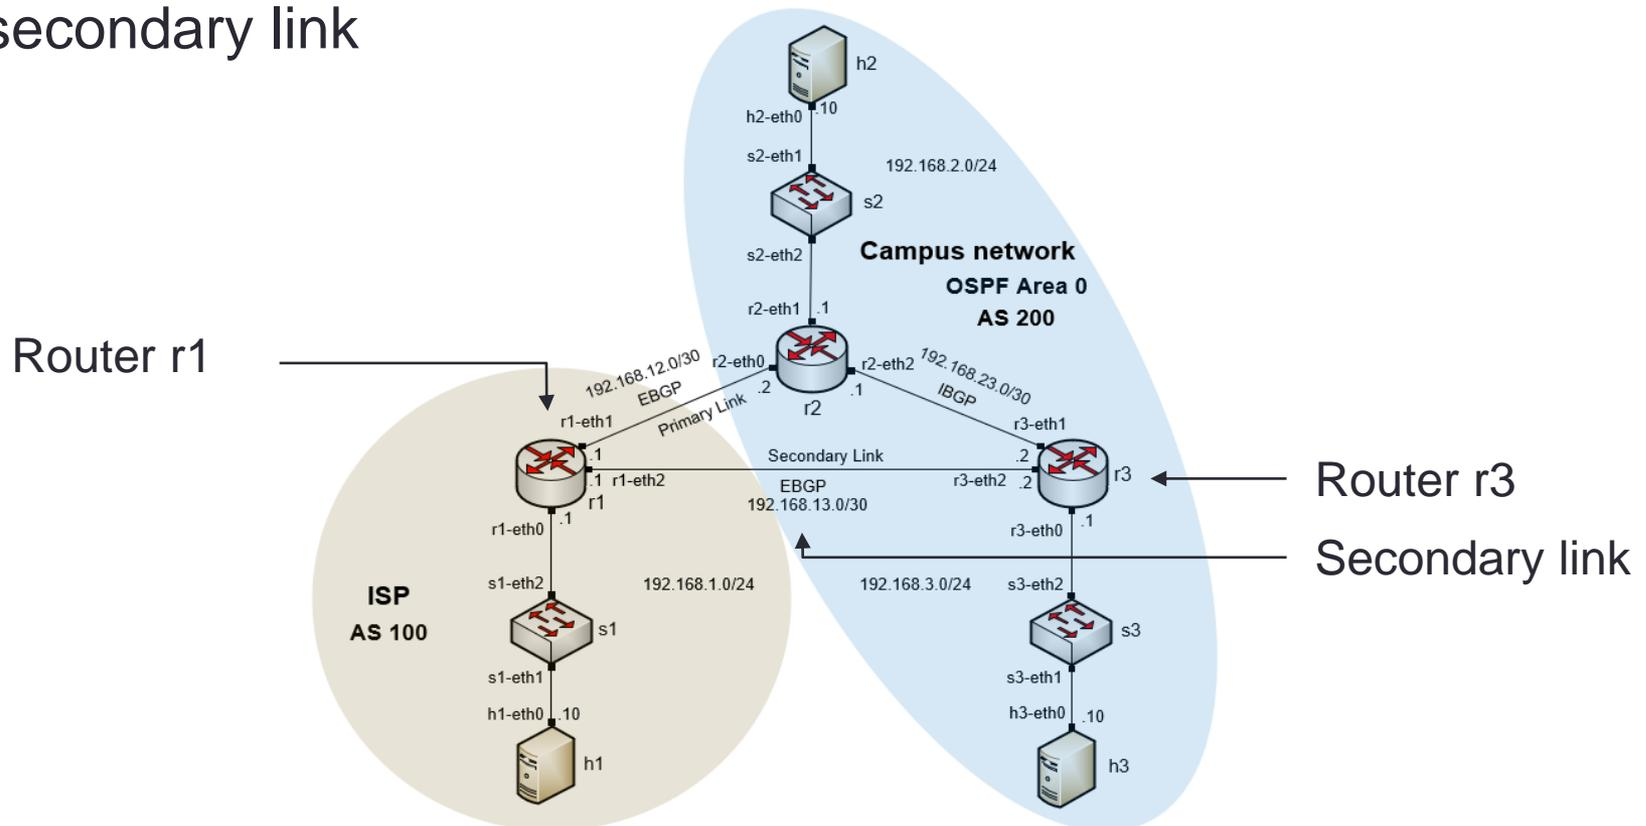 secondary link
h2
.10
h2-eth0
s2-eth1
192.168.2.0/24
s2
s2-eth2
Campus network
OSPF Area 0
AS 200
r2-eth1
.1
Router r1
192.168.12.0/30
EBGP
Primary Link
r2-eth0
.2
r2-eth2
.1
192.168.23.0/30
IBGP
r2
r1-eth1
.1
r3-eth1
.2
Secondary Link
.1
r1-eth2
r1
EBGP
192.168.13.0/30
r3-eth2
.2
r3
Router r3
r1-eth0
.1
r3-eth0
.1
Secondary link
s1-eth2
192.168.1.0/24
192.168.3.0/24
s3-eth2
ISP
AS 100
s1
s3
s1-eth1
s3-eth1
h1-eth0
.10
h3-eth0
.10
h1
h3